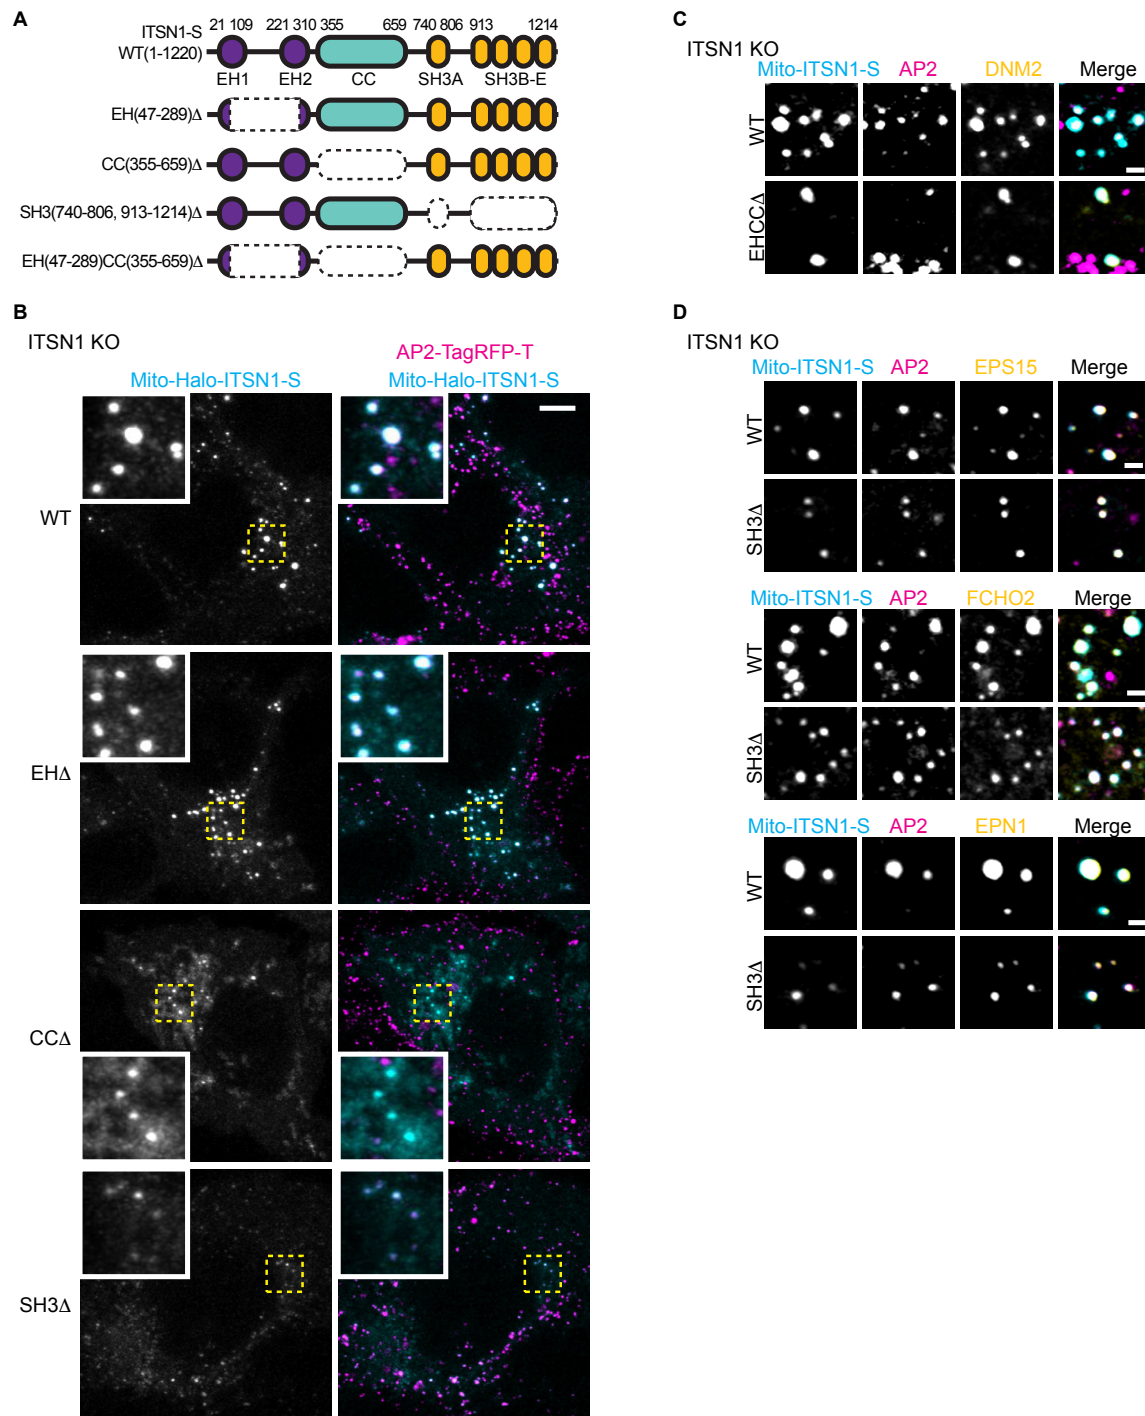 A
ITSN1-S
WT(1-1220)
21 109 221 310 355 659 740 806 913 1214
EH1 EH2 CC SH3A SH3B-E
EH(47-289)Δ
CC(355-659)Δ
SH3(740-806, 913-1214)Δ
EH(47-289)CC(355-659)Δ
B
ITSN1 KO
AP2-TagRFP-T
Mito-Halo-ITSN1-S Mito-Halo-ITSN1-S
WT
EHΔ
CCΔ
SH3Δ
C
ITSN1 KO
Mito-ITSN1-S AP2 DNM2 Merge
WT
EHCCΔ
D
ITSN1 KO
Mito-ITSN1-S AP2 EPS15 Merge
WT
SH3Δ
Mito-ITSN1-S AP2 FCHO2 Merge
WT
SH3Δ
Mito-ITSN1-S AP2 EPN1 Merge
WT
SH3Δ